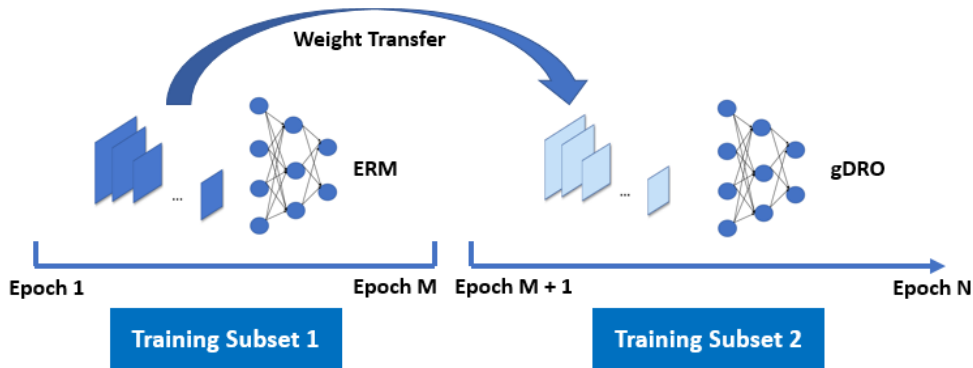 Weight Transfer
ERM
gDRO
...
...
Epoch 1
Epoch M
Epoch M + 1
Epoch N
Training Subset 1
Training Subset 2